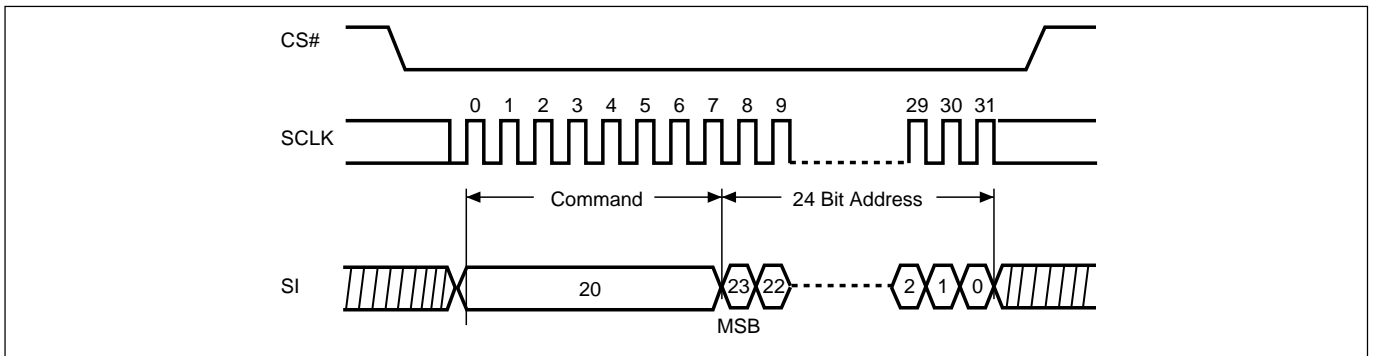 CS#
0 1 2 3 4 5 6 7 8 9 29 30 31
SCLK
Command 24 Bit Address
SI 20 23 22 2 1 0
MSB